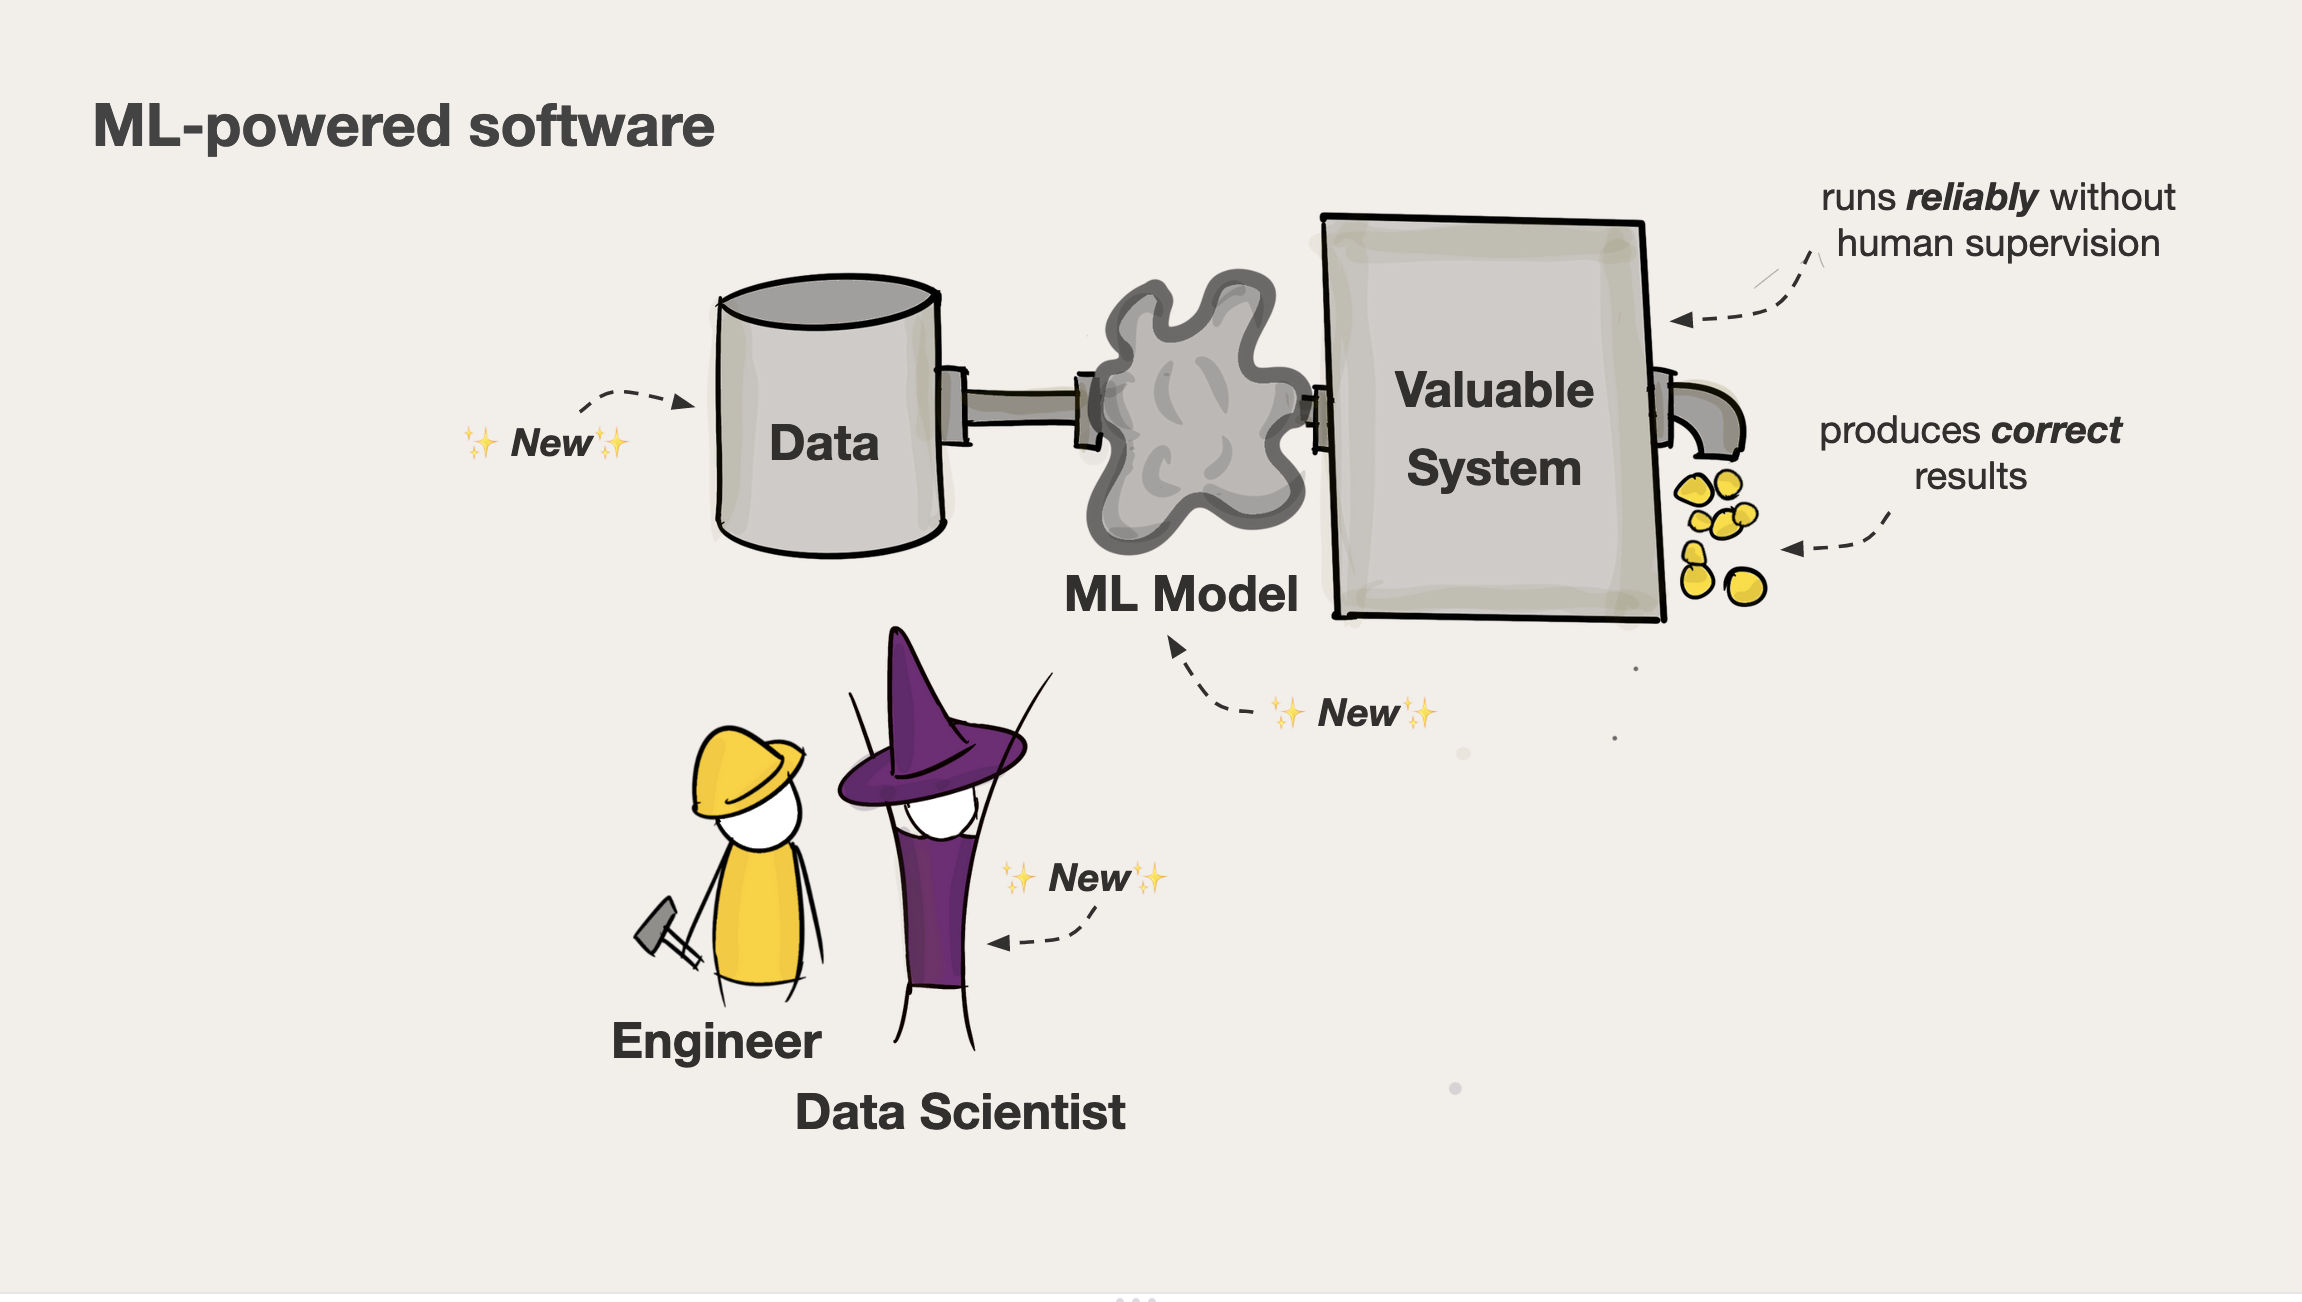 ML-powered software
runs reliably without
human supervision
✨ New✨
Data
Valuable
System
produces correct
results
ML Model
✨ New✨
✨ New✨
Engineer
Data Scientist